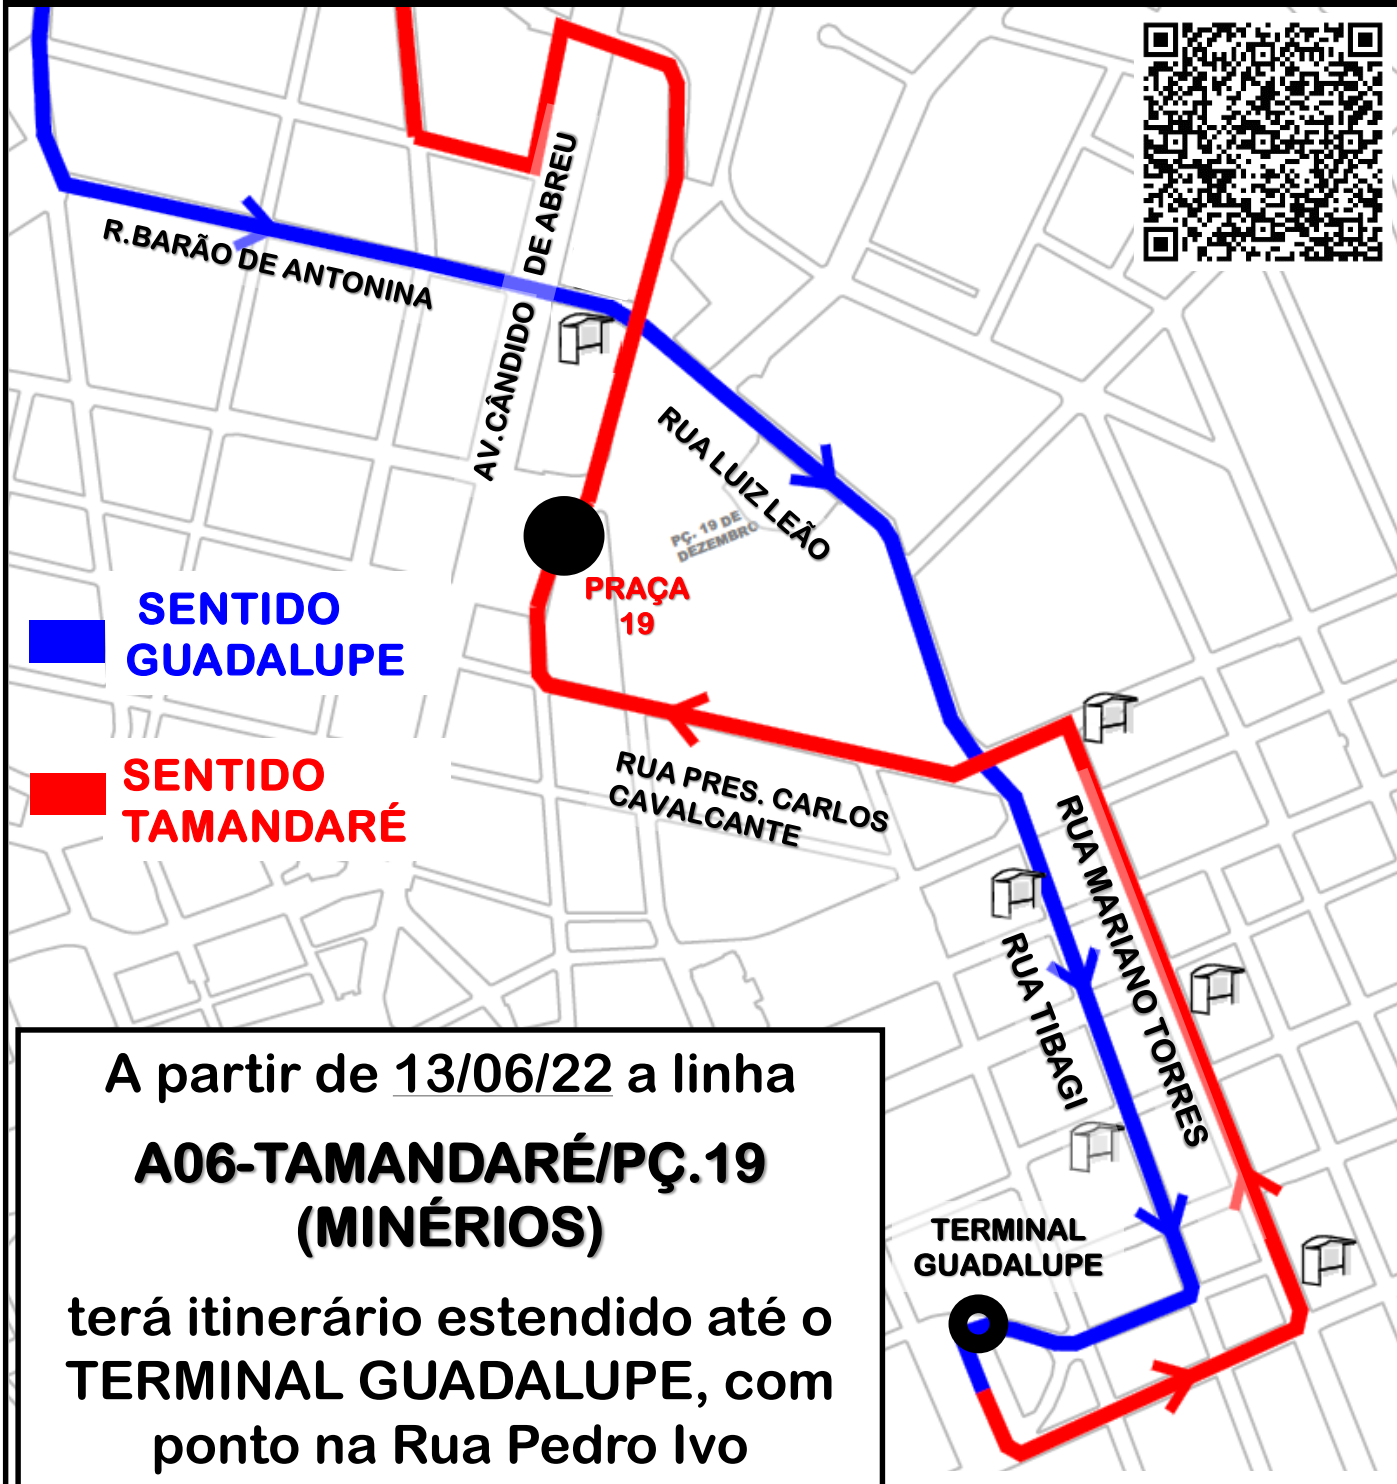 R.BARÃO DE ANTONINA
AV.CÂNDIDO DE ABREU
RUA LUIZ LEÃO
PÇ. 19 DE
DEZEMBRO
PRAÇA
19
SENTIDO
GUADALUPE
SENTIDO
TAMANDARÉ
RUA PRES. CARLOS
CAVALCANTE
RUA MARIANO TORRES
RUA TIBAGI
TERMINAL
GUADALUPE
A partir de 13/06/22 a linha
A06-TAMANDARÉ/PÇ.19
(MINÉRIOS)
terá itinerário estendido até o
TERMINAL GUADALUPE, com
ponto na Rua Pedro Ivo